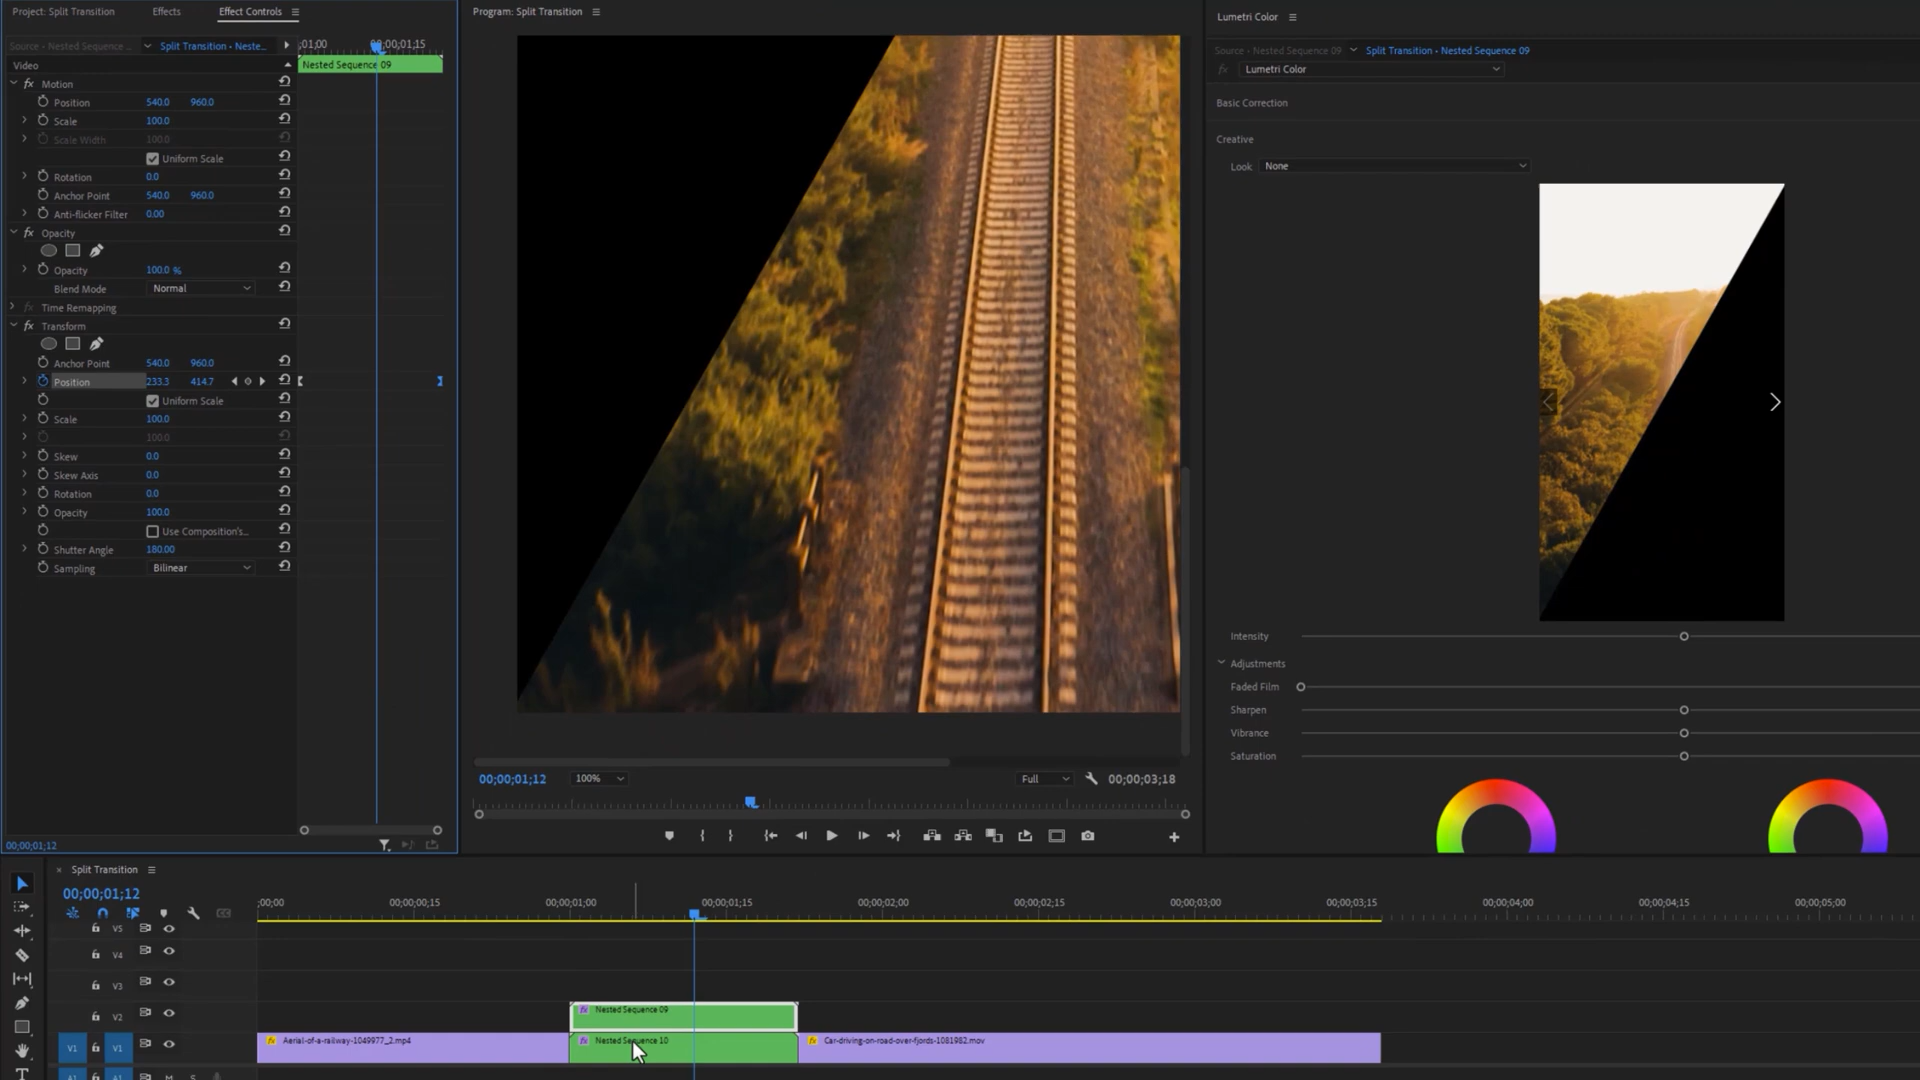 Project: Split Transition
Effects
Effect Controls
Source • Nested Sequence ...
Split Transition • Neste...
;01;00
00;00;01;15
Video
Nested Sequence 09
Motion
Position 540.0 960.0
Scale 100.0
Scale Width 100.0
Uniform Scale
Rotation 0.0
Anchor Point 540.0 960.0
Anti-flicker Filter 0.00
Opacity
Opacity 100.0 %
Blend Mode Normal
Time Remapping
Transform
Anchor Point 540.0 960.0
Position 233.3 414.7
Uniform Scale
Scale 100.0
100.0
Skew 0.0
Skew Axis 0.0
Rotation 0.0
Opacity 100.0
Use Composition's...
Shutter Angle 180.00
Sampling Bilinear
00;00;01;12
Program: Split Transition
00;00;01;12
100%
Full
00;00;03;18
Lumetri Color
Source • Nested Sequence 09
Split Transition • Nested Sequence 09
fx
Lumetri Color
Basic Correction
Creative
Look None
Intensity
Adjustments
Faded Film
Sharpen
Vibrance
Saturation
Split Transition
00;00;01;12
;00;00
00;00;00;15
00;00;01;00
00;00;01;15
00;00;02;00
00;00;02;15
00;00;03;00
00;00;03;15
00;00;04;00
00;00;04;15
00;00;05;00
V5
V4
V3
V2
fx Nested Sequence 09
V1 V1
fx Aerial-of-a-railway-1049977_2.mp4
fx Nested Sequence 10
fx Car-driving-on-road-over-fjords-1081982.mov
A1 A1 M S